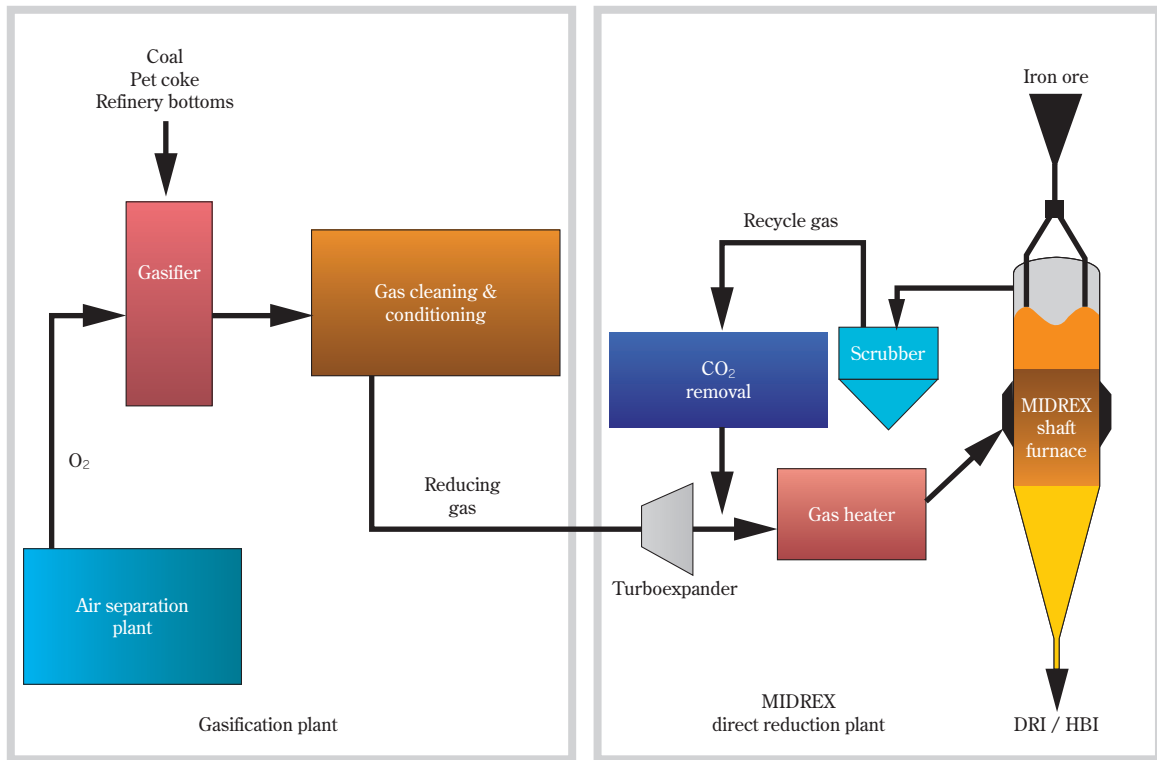 Coal
Pet coke
Refinery bottoms
Gasifier
Gas cleaning &
conditioning
O₂
Reducing
gas
Air separation
plant
Gasification plant
Iron ore
Recycle gas
CO₂
removal
Scrubber
MIDREX
shaft
furnace
Gas heater
Turboexpander
MIDREX
direct reduction plant
DRI / HBI